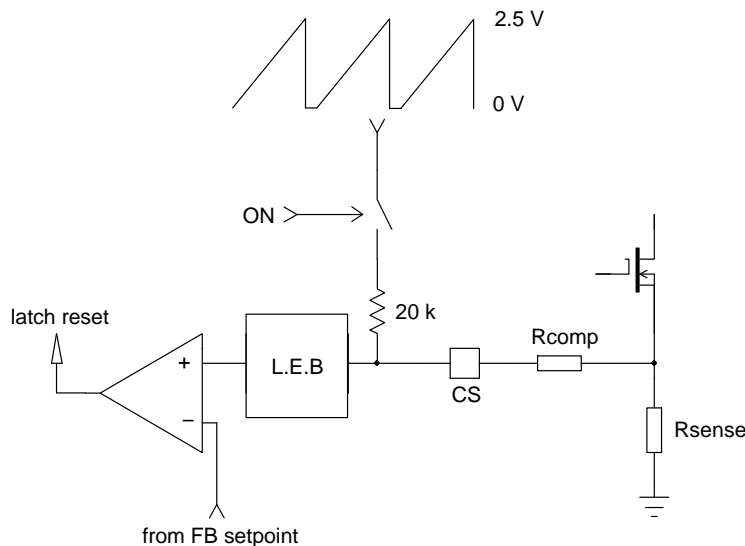 2.5 V
0 V
ON
20 k
latch reset
Rcomp
+
L.E.B
CS
−
Rsense
from FB setpoint